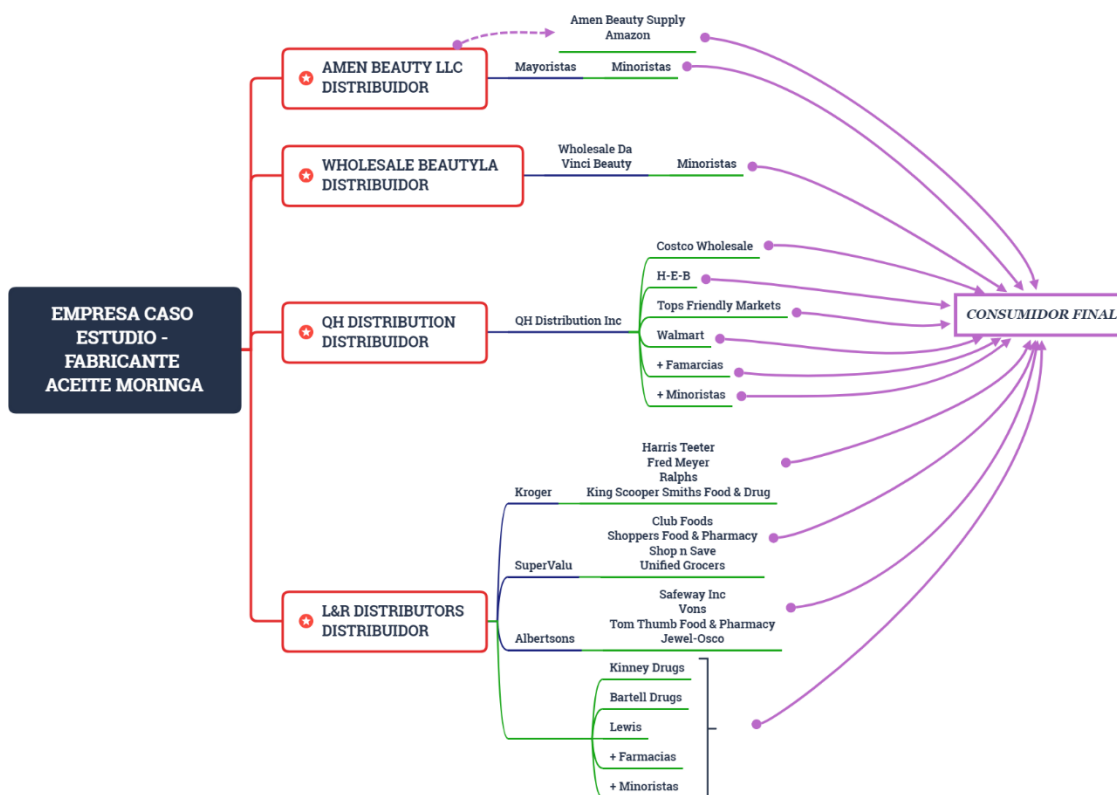 Amen Beauty Supply
Amazon
AMEN BEAUTY LLC
DISTRIBUIDOR
Mayoristas
Minoristas
WHOLESALE BEAUTYLA
DISTRIBUIDOR
Wholesale Da
Vinci Beauty
Minoristas
EMPRESA CASO
ESTUDIO -
FABRICANTE
ACEITE MORINGA
QH DISTRIBUTION
DISTRIBUIDOR
QH Distribution Inc
Costco Wholesale
H-E-B
Tops Friendly Markets
Walmart
+ Famarcias
+ Minoristas
CONSUMIDOR FINAL
L&R DISTRIBUTORS
DISTRIBUIDOR
Kroger
Harris Teeter
Fred Meyer
Ralphs
King Scooper Smiths Food & Drug
SuperValu
Club Foods
Shoppers Food & Pharmacy
Shop n Save
Unified Grocers
Albertsons
Safeway Inc
Vons
Tom Thumb Food & Pharmacy
Jewel-Osco
Kinney Drugs
Bartell Drugs
Lewis
+ Farmacias
+ Minoristas